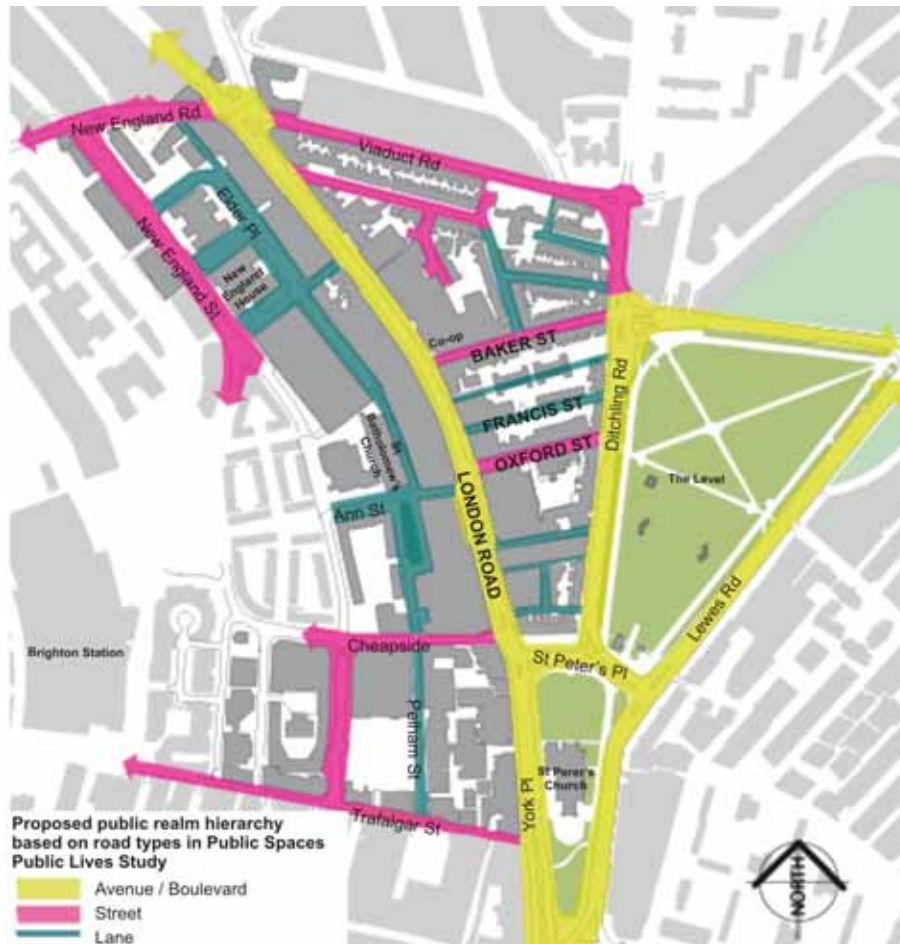 New England Rd
Viaduct Rd
Elder Pl
New England St
New
England
House
Co-op
BAKER ST
FRANCIS ST
Ditchling Rd
OXFORD ST
St
Batholomew's
Church
The Level
Ann St
LONDON ROAD
Lewes Rd
Cheapside
St Peter's Pl
Brighton Station
Pelham St
York Pl
St Perer's
Church
Trafalgar St
Proposed public realm hierarchy
based on road types in Public Spaces
Public Lives Study
Avenue / Boulevard
Street
Lane
NORTH